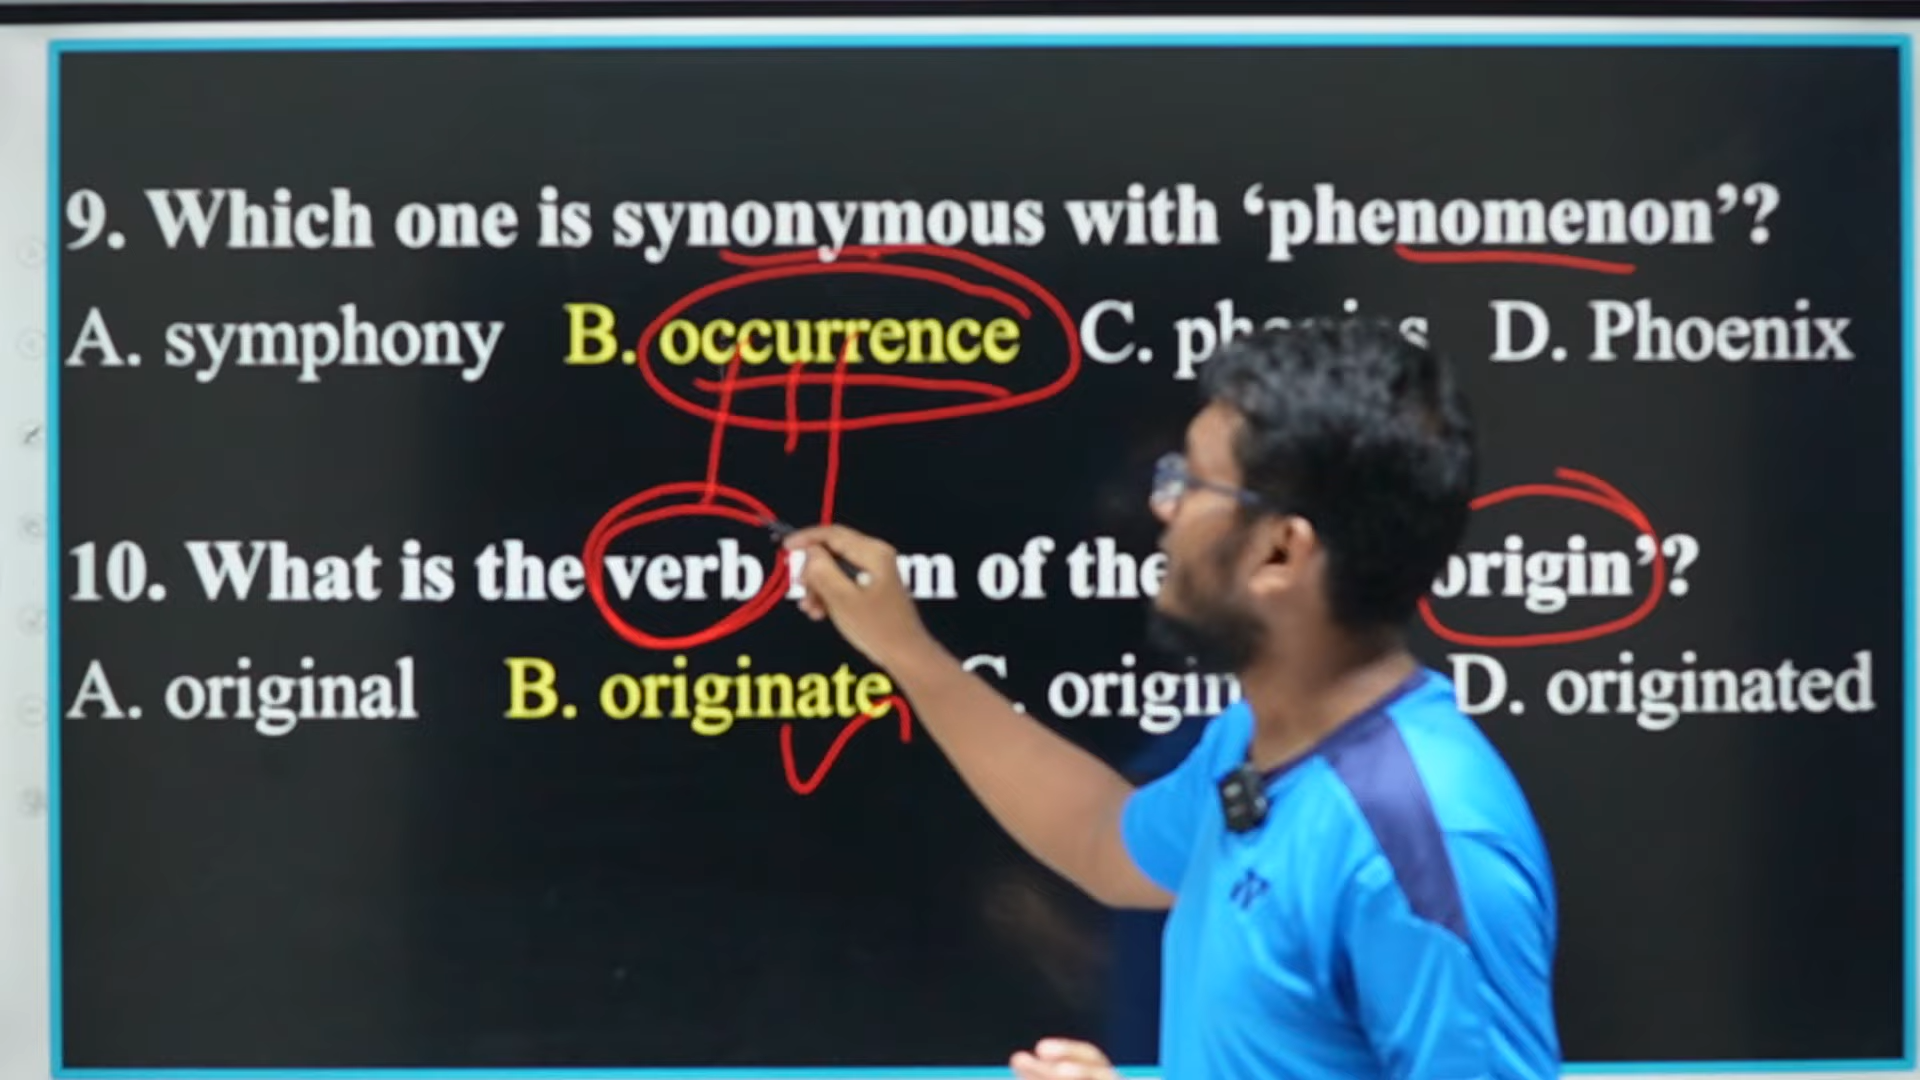 9. Which one is synonymous with ‘phenomenon’?
A. symphony B. occurrence C. D. Phoenix
10. What is the verb of the origin’?
A. original B. originate C. D. originated